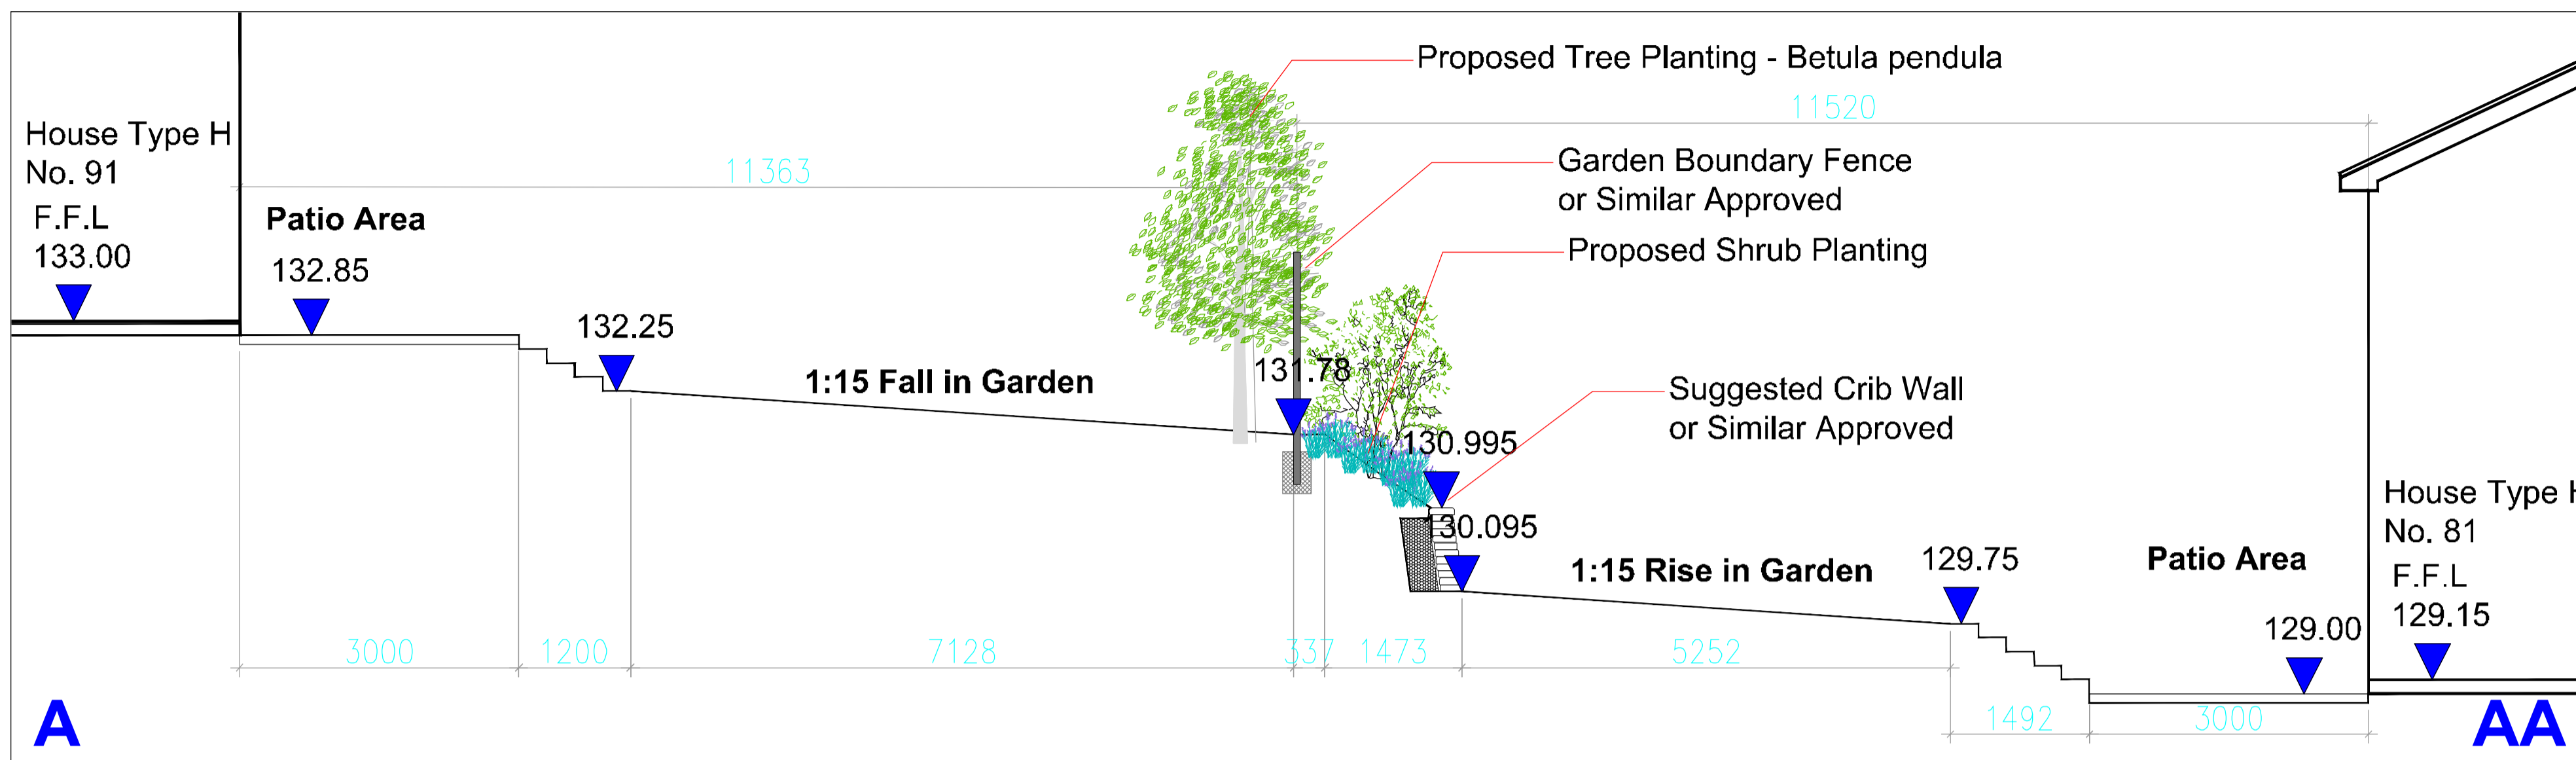 Proposed Tree Planting - Betula pendula
11520
House Type H
No. 91
F.F.L
133.00
11363
Patio Area
132.85
Garden Boundary Fence
or Similar Approved
Proposed Shrub Planting
132.25
1:15 Fall in Garden
131.78
Suggested Crib Wall
or Similar Approved
130.995
130.095
1:15 Rise in Garden
129.75
Patio Area
129.00
House Type H
No. 81
F.F.L
129.15
3000
1200
7128
337
1473
5252
1492
3000
A
AA